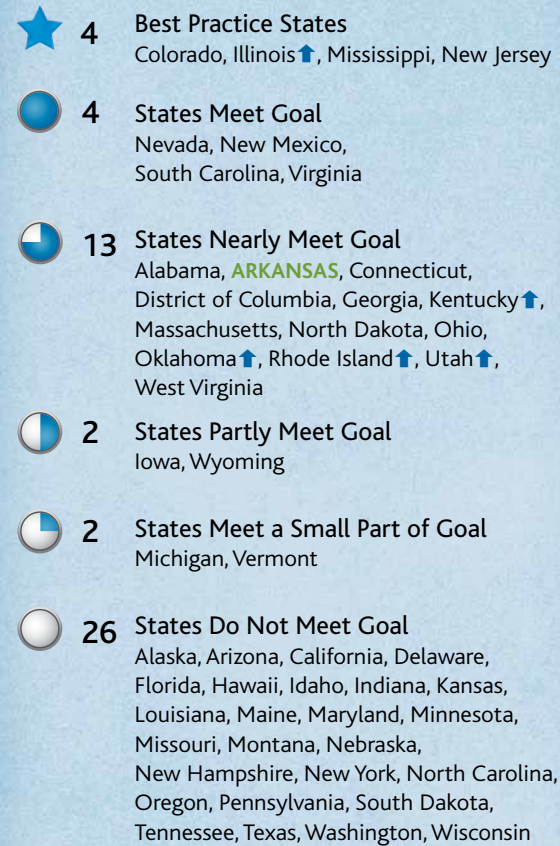 4 Best Practice States
Colorado, Illinois⬆, Mississippi, New Jersey
4 States Meet Goal
Nevada, New Mexico,
South Carolina, Virginia
13 States Nearly Meet Goal
Alabama, ARKANSAS, Connecticut,
District of Columbia, Georgia, Kentucky⬆,
Massachusetts, North Dakota, Ohio,
Oklahoma⬆, Rhode Island⬆, Utah⬆,
West Virginia
2 States Partly Meet Goal
Iowa, Wyoming
2 States Meet a Small Part of Goal
Michigan, Vermont
26 States Do Not Meet Goal
Alaska, Arizona, California, Delaware,
Florida, Hawaii, Idaho, Indiana, Kansas,
Louisiana, Maine, Maryland, Minnesota,
Missouri, Montana, Nebraska,
New Hampshire, New York, North Carolina,
Oregon, Pennsylvania, South Dakota,
Tennessee, Texas, Washington, Wisconsin